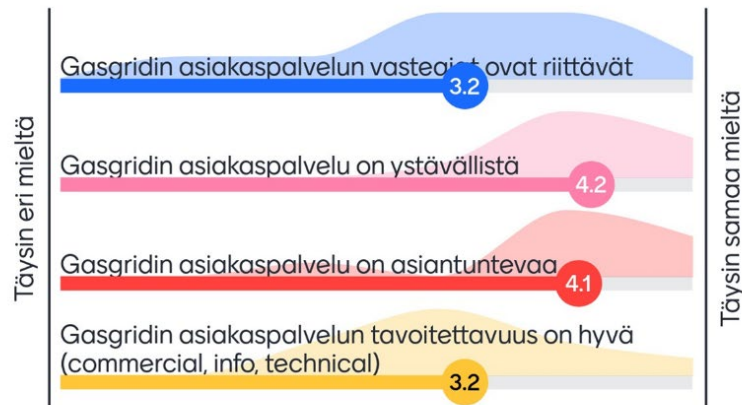 Täysin eri mieltä
Gasgridin asiakaspalvelun vasteajat ovat riittävät
3.2
Gasgridin asiakaspalvelu on ystävällistä
4.2
Gasgridin asiakaspalvelu on asiantuntevaa
4.1
Gasgridin asiakaspalvelun tavoitettavuus on hyvä
(commercial, info, technical)
3.2
Täysin samaa mieltä